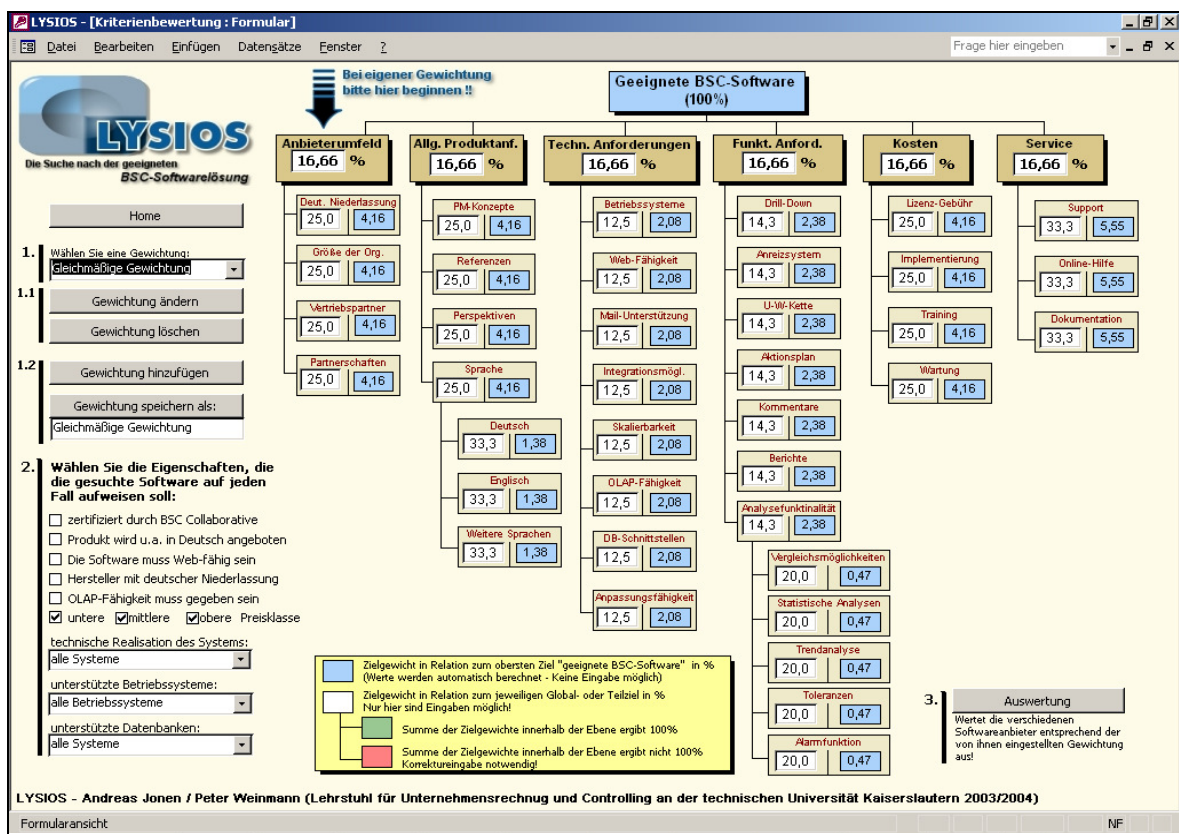 LYSIOS - [Kriterienbewertung : Formular]
Datei Bearbeiten Einfügen Datensätze Fenster ?
Frage hier eingeben
LYSIOS
Die Suche nach der geeigneten
BSC-Softwarelösung
Bei eigener Gewichtung
bitte hier beginnen !!
Geeignete BSC-Software
(100%)
Home
1. Wählen Sie eine Gewichtung:
Gleichmäßige Gewichtung
1.1 Gewichtung ändern
Gewichtung löschen
1.2 Gewichtung hinzufügen
Gewichtung speichern als:
Gleichmäßige Gewichtung
2. Wählen Sie die Eigenschaften, die
die gesuchte Software auf jeden
Fall aufweisen soll:
zertifiziert durch BSC Collaborative
Produkt wird u.a. in Deutsch angeboten
Die Software muss Web-fähig sein
Hersteller mit deutscher Niederlassung
OLAP-Fähigkeit muss gegeben sein
untere mittlere obere Preisklasse
technische Realisation des Systems:
alle Systeme
unterstützte Betriebssysteme:
alle Betriebssysteme
unterstützte Datenbanken:
alle Systeme
Anbieterumfeld
16,66 %
Deut. Niederlassung
25,0 4,16
Größe der Org.
25,0 4,16
Vertriebspartner
25,0 4,16
Partnerschaften
25,0 4,16
Allg. Produktanf.
16,66 %
PM-Konzepte
25,0 4,16
Referenzen
25,0 4,16
Perspektiven
25,0 4,16
Sprache
25,0 4,16
Deutsch
33,3 1,38
Englisch
33,3 1,38
Weitere Sprachen
33,3 1,38
Techn. Anforderungen
16,66 %
Betriebssysteme
12,5 2,08
Web-Fähigkeit
12,5 2,08
Mail-Unterstützung
12,5 2,08
Integrationsmögl.
12,5 2,08
Skalierbarkeit
12,5 2,08
OLAP-Fähigkeit
12,5 2,08
DB-Schnittstellen
12,5 2,08
Anpassungsfähigkeit
12,5 2,08
Funkt. Anford.
16,66 %
Drill-Down
14,3 2,38
Anreizsystem
14,3 2,38
U-W-Kette
14,3 2,38
Aktionsplan
14,3 2,38
Kommentare
14,3 2,38
Berichte
14,3 2,38
Analysefunktinalität
14,3 2,38
Vergleichsmöglichkeiten
20,0 0,47
Statistische Analysen
20,0 0,47
Trendanalyse
20,0 0,47
Toleranzen
20,0 0,47
Alarmfunktion
20,0 0,47
Kosten
16,66 %
Lizenz-Gebühr
25,0 4,16
Implementierung
25,0 4,16
Training
25,0 4,16
Wartung
25,0 4,16
Service
16,66 %
Support
33,3 5,55
Online-Hilfe
33,3 5,55
Dokumentation
33,3 5,55
Zielgewicht in Relation zum obersten Ziel "geeignete BSC-Software" in %
(Werte werden automatisch berechnet - Keine Eingabe möglich)
Zielgewicht in Relation zum jeweiligen Global- oder Teilziel in %
Nur hier sind Eingaben möglich!
Summe der Zielgewichte innerhalb der Ebene ergibt 100%
Summe der Zielgewichte innerhalb der Ebene ergibt nicht 100%
Korrektureingabe notwendig!
3. Auswertung
Wertet die verschiedenen
Softwareanbieter entsprechend der
von ihnen eingestellten Gewichtung
aus!
LYSIOS - Andreas Jonen / Peter Weinmann (Lehrstuhl für Unternehmensrechnug und Controlling an der technischen Universität Kaiserslautern 2003/2004)
Formularansicht
NF